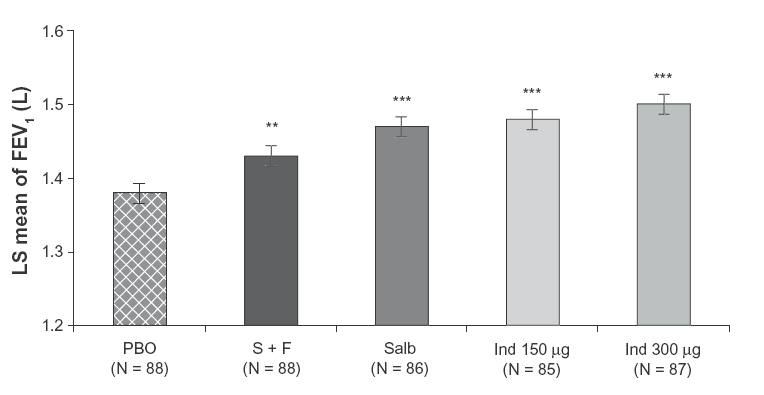 LS mean of FEV1 (L)
1.6
1.5
1.4
1.3
1.2
**
***
***
***
PBO
(N = 88)
S + F
(N = 88)
Salb
(N = 86)
Ind 150 μg
(N = 85)
Ind 300 μg
(N = 87)